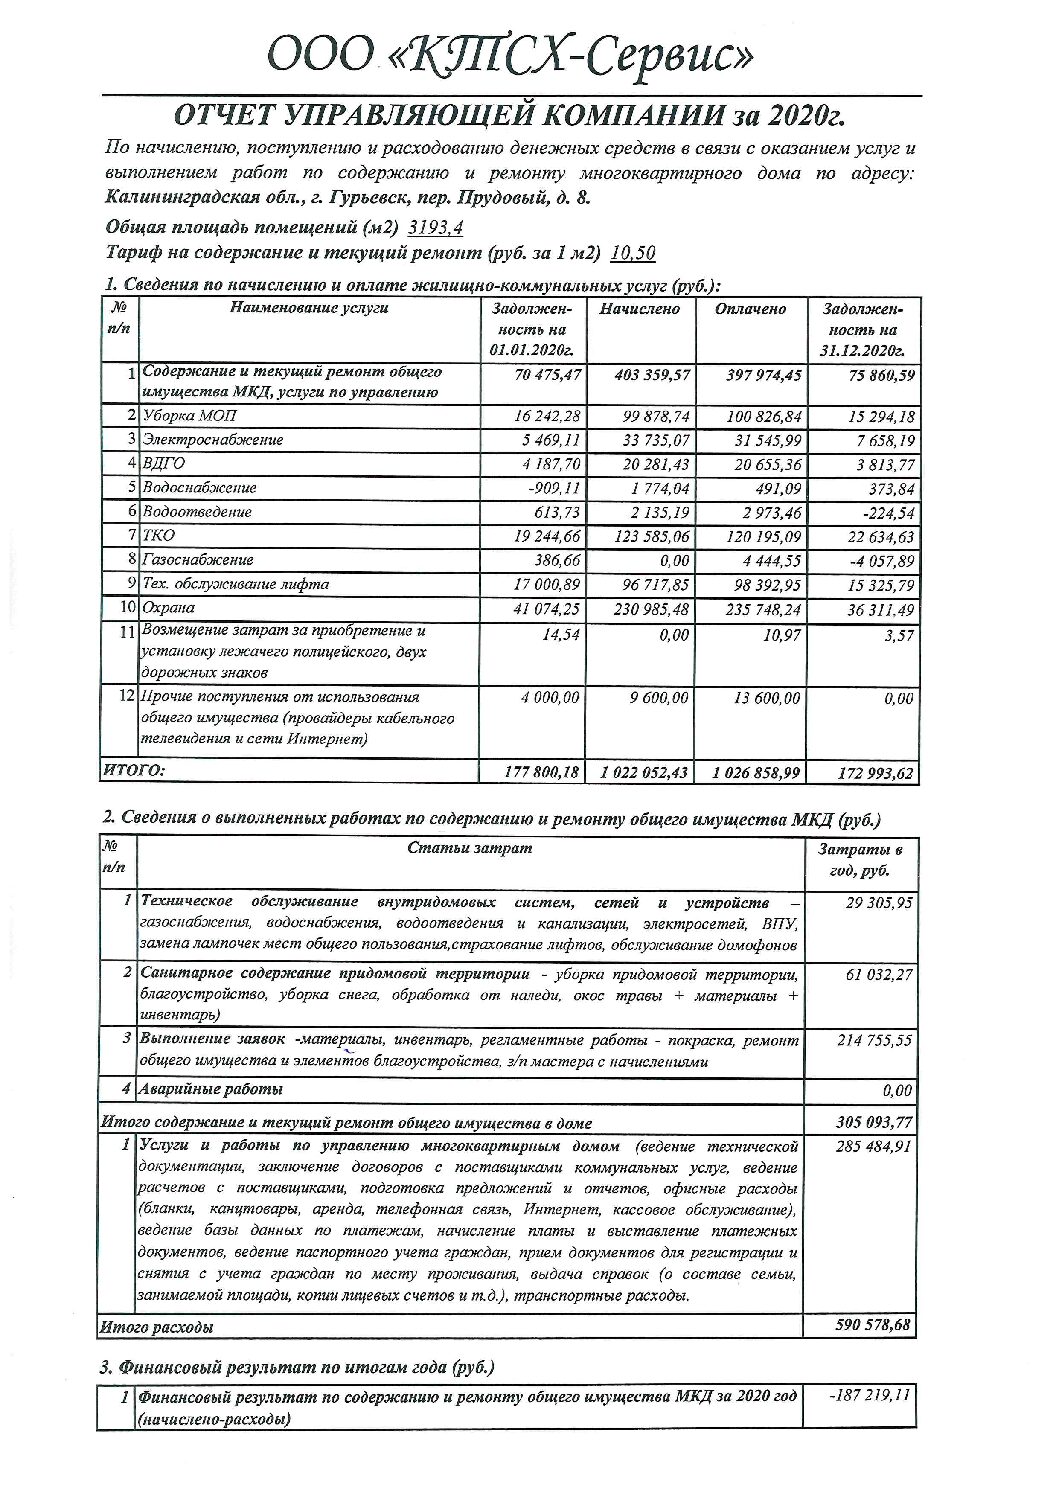 ООО «КТСХ-Сервис»
ОТЧЕТ УПРАВЛЯЮЩЕЙ КОМПАНИИ за 2020г.
По начислению, поступлению и расходованию денежных средств в связи с оказанием услуг и
выполнением работ по содержанию и ремонту многоквартирного дома по адресу:
Калининградская обл., г. Гурьевск, пер. Прудовый, д. 8.
Общая площадь помещений (м2) 3193,4
Тариф на содержание и текущий ремонт (руб. за 1 м2) 10,50
1. Сведения по начислению и оплате жилищно-коммунальных услуг (руб.):
№ п/п Наименование услуги Задолжен-ность на 01.01.2020г. Начислено Оплачено Задолжен-ность на 31.12.2020г.
1 Содержание и текущий ремонт общего 70 475,47 403 359,57 397 974,45 75 860,59
имущества МКД, услуги по управлению
2 Уборка МОП 16 242,28 99 878,74 100 826,84 15 294,18
3 Электроснабжение 5 469,11 33 735,07 31 545,99 7 658,19
4 ВДГО 4 187,70 20 281,43 20 655,36 3 813,77
5 Водоснабжение -909,11 1 774,04 491,09 373,84
6 Водоотведение 613,73 2 135,19 2 973,46 -224,54
7 ТКО 19 244,66 123 585,06 120 195,09 22 634,63
8 Газоснабжение 386,66 0,00 4 444,55 -4 057,89
9 Тех. обслуживание лифта 17 000,89 96 717,85 98 392,95 15 325,79
10 Охрана 41 074,25 230 985,48 235 748,24 36 311,49
11 Возмещение затрат за приобретение и 14,54 0,00 10,97 3,57
установку лежачего полицейского, двух
дорожных знаков
12 Прочие поступления от использования 4 000,00 9 600,00 13 600,00 0,00
общего имущества (провайдеры кабельного
телевидения и сети Интернет)
ИТОГО: 177 800,18 1 022 052,43 1 026 858,99 172 993,62
2. Сведения о выполненных работах по содержанию и ремонту общего имущества МКД (руб.)
№ п/п Статьи затрат Затраты в год, руб.
1 Техническое обслуживание внутридомовых систем, сетей и устройств – 29 305,95
газоснабжения, водоснабжения, водоотведения и канализации, электросетей, ВПУ,
замена лампочек мест общего пользования,страхование лифтов, обслуживание домофонов
2 Санитарное содержание придомовой территории - уборка придомовой территории, 61 032,27
благоустройство, уборка снега, обработка от наледи, окос травы + материалы +
инвентарь)
3 Выполнение заявок -материалы, инвентарь, регламентные работы - покраска, ремонт 214 755,55
общего имущества и элементов благоустройства, з/п мастера с начислениями
4 Аварийные работы 0,00
Итого содержание и текущий ремонт общего имущества в доме 305 093,77
1 Услуги и работы по управлению многоквартирным домом (ведение технической 285 484,91
документации, заключение договоров с поставщиками коммунальных услуг, ведение
расчетов с поставщиками, подготовка предложений и отчетов, офисные расходы
(бланки, канцтовары, аренда, телефонная связь, Интернет, кассовое обслуживание),
ведение базы данных по платежам, начисление платы и выставление платежных
документов, ведение паспортного учета граждан, прием документов для регистрации и
снятия с учета граждан по месту проживания, выдача справок (о составе семьи,
занимаемой площади, копии лицевых счетов и т.д.), транспортные расходы.
Итого расходы 590 578,68
3. Финансовый результат по итогам года (руб.)
1 Финансовый результат по содержанию и ремонту общего имущества МКД за 2020 год -187 219,11
(начислено-расходы)